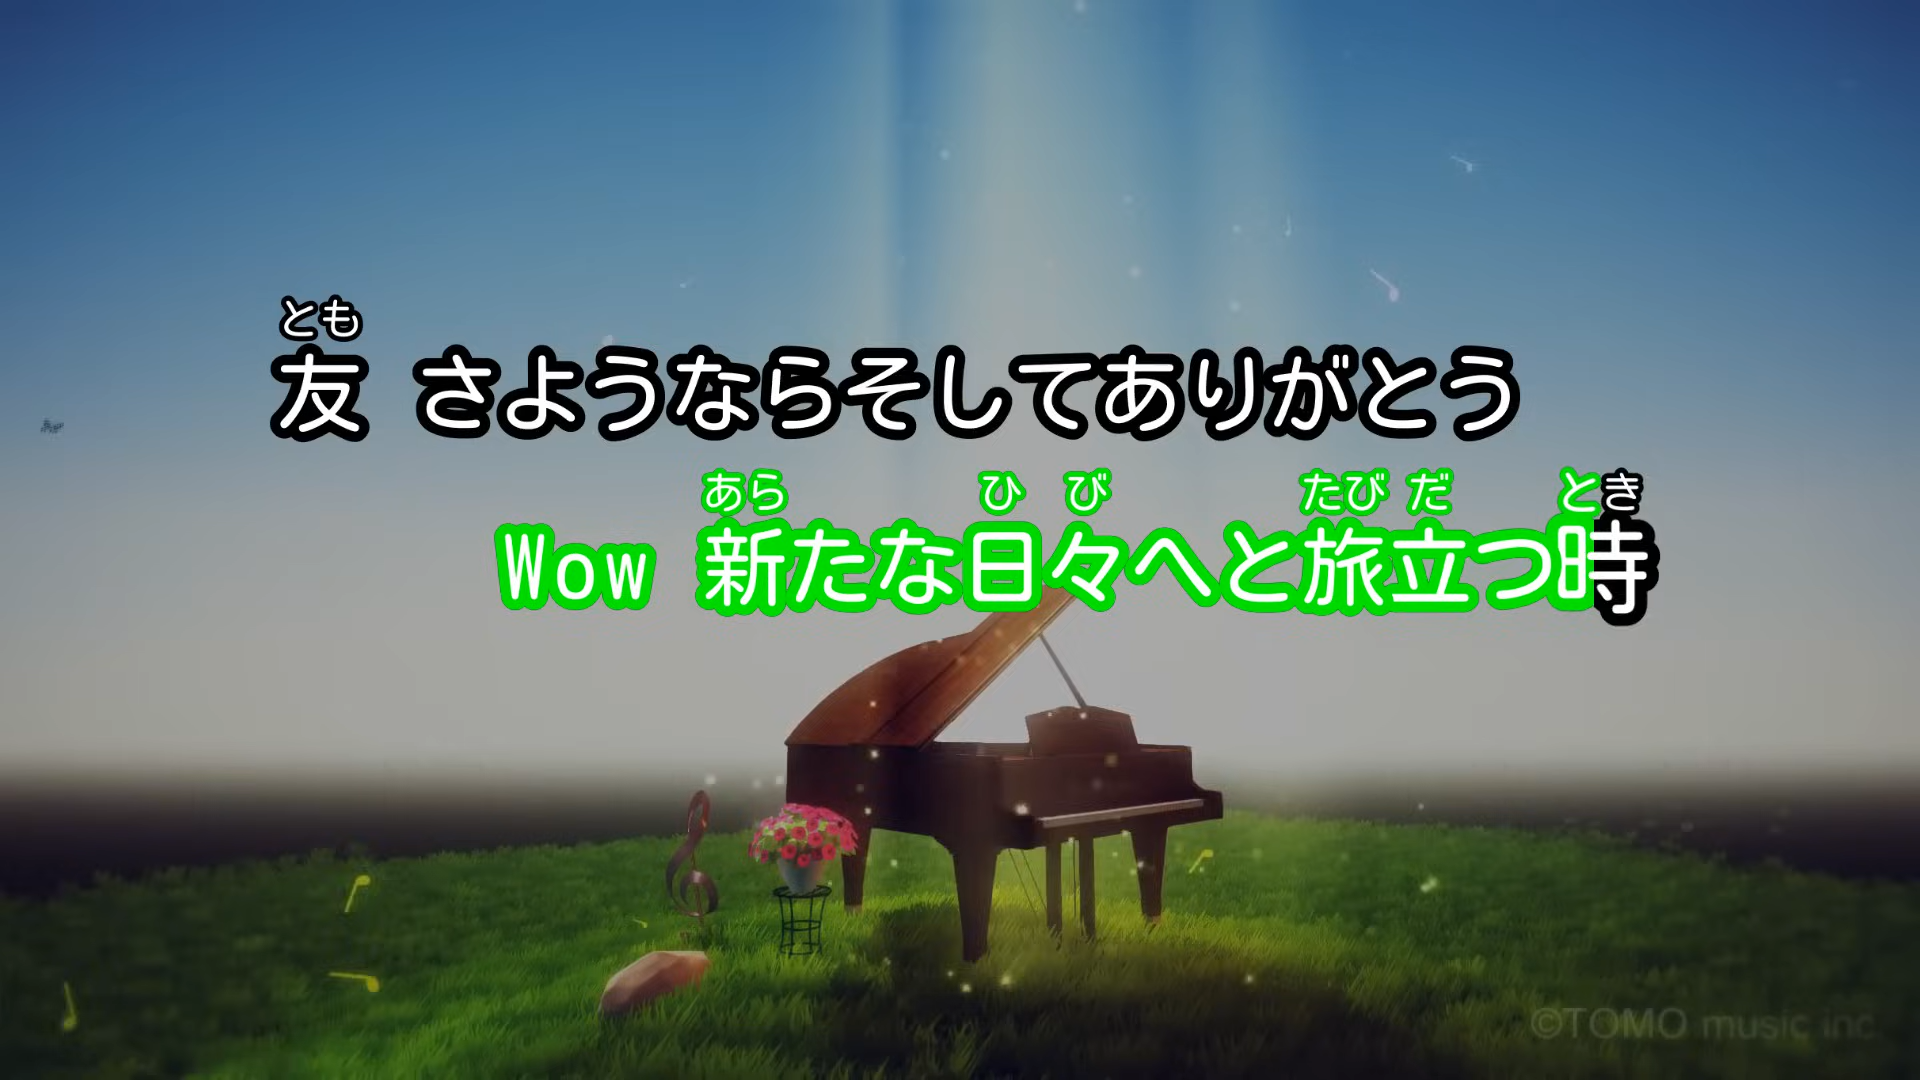 とも
友 さようならそしてありがとう
あら ひ び たび だ とき
Wow 新たな日々へと旅立つ時
©TOMO music inc.